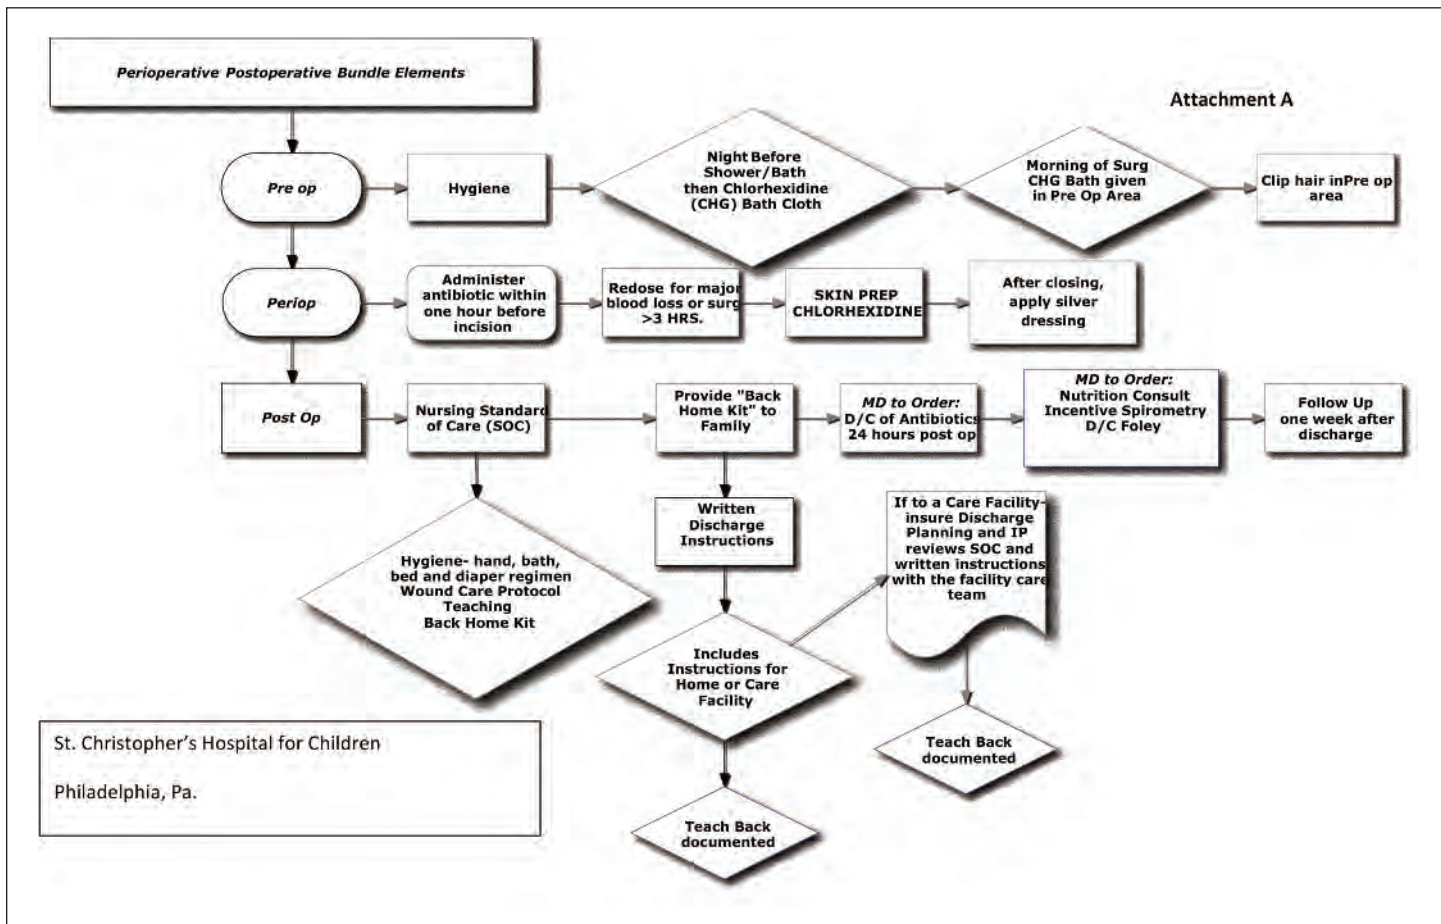 Perioperative Postoperative Bundle Elements
Attachment A
Pre op
Hygiene
Night Before
Shower/Bath
then Chlorhexidine
(CHG) Bath Cloth
Morning of Surg
CHG Bath given
in Pre Op Area
Clip hair inPre op
area
Periop
Administer
antibiotic within
one hour before
incision
Redose for major
blood loss or surg
>3 HRS.
SKIN PREP
CHLORHEXIDINE
After closing,
apply silver
dressing
Post Op
Nursing Standard
of Care (SOC)
Provide "Back
Home Kit" to
Family
MD to Order:
D/C of Antibiotics
24 hours post op
MD to Order:
Nutrition Consult
Incentive Spirometry
D/C Foley
Follow Up
one week after
discharge
Hygiene- hand, bath,
bed and diaper regimen
Wound Care Protocol
Teaching
Back Home Kit
Written
Discharge
Instructions
If to a Care Facility-
insure Discharge
Planning and IP
reviews SOC and
written instructions
with the facility care
team
Includes
Instructions for
Home or Care
Facility
Teach Back
documented
Teach Back
documented
St. Christopher's Hospital for Children
Philadelphia, Pa.